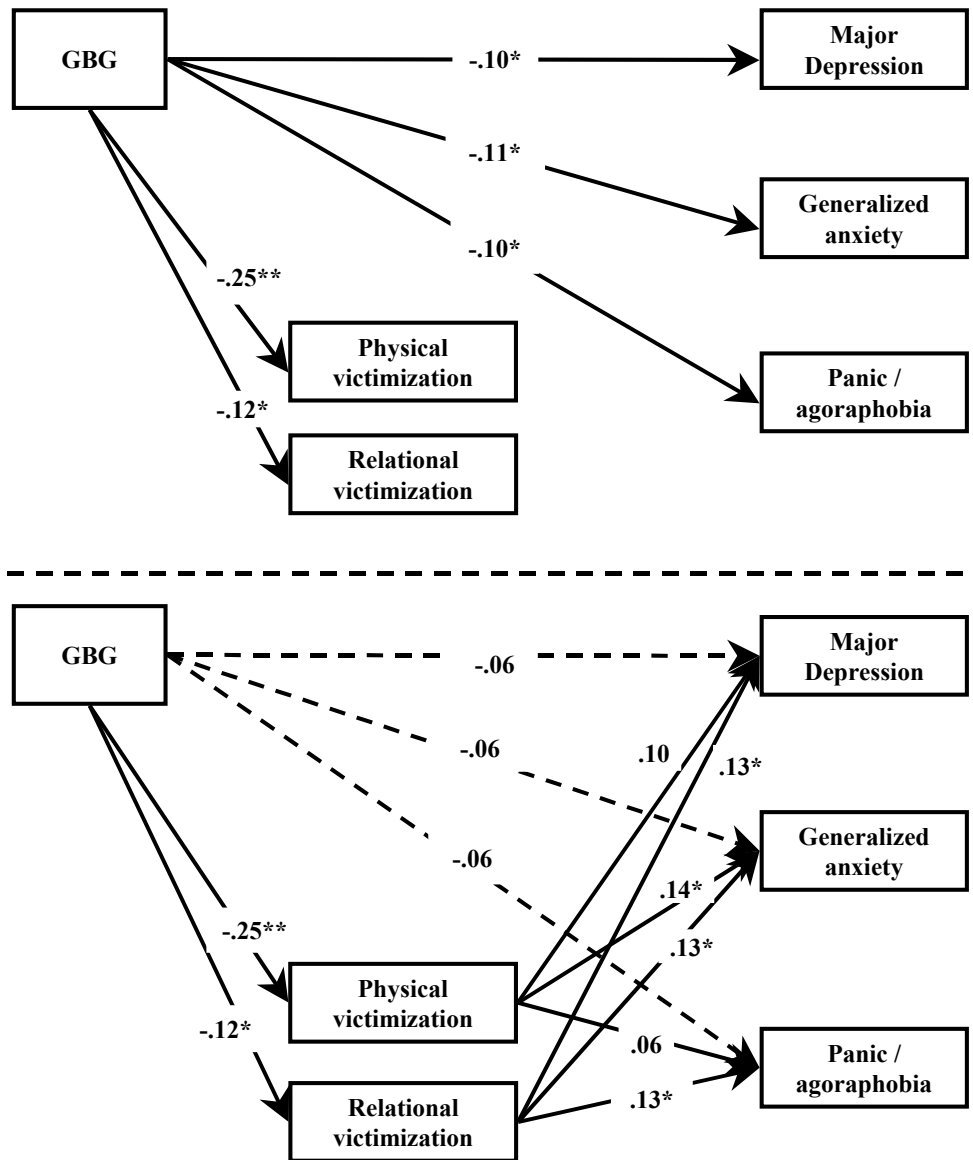 GBG
Major
Depression
-.10*
-.11*
Generalized
anxiety
-.10*
-.25**
Physical
victimization
Panic /
agoraphobia
-.12*
Relational
victimization
GBG
Major
Depression
-.06
-.06
.10
.13*
Generalized
anxiety
-.06
.14*
-.25**
.13*
Physical
victimization
-.12*
.06
Panic /
agoraphobia
.13*
Relational
victimization